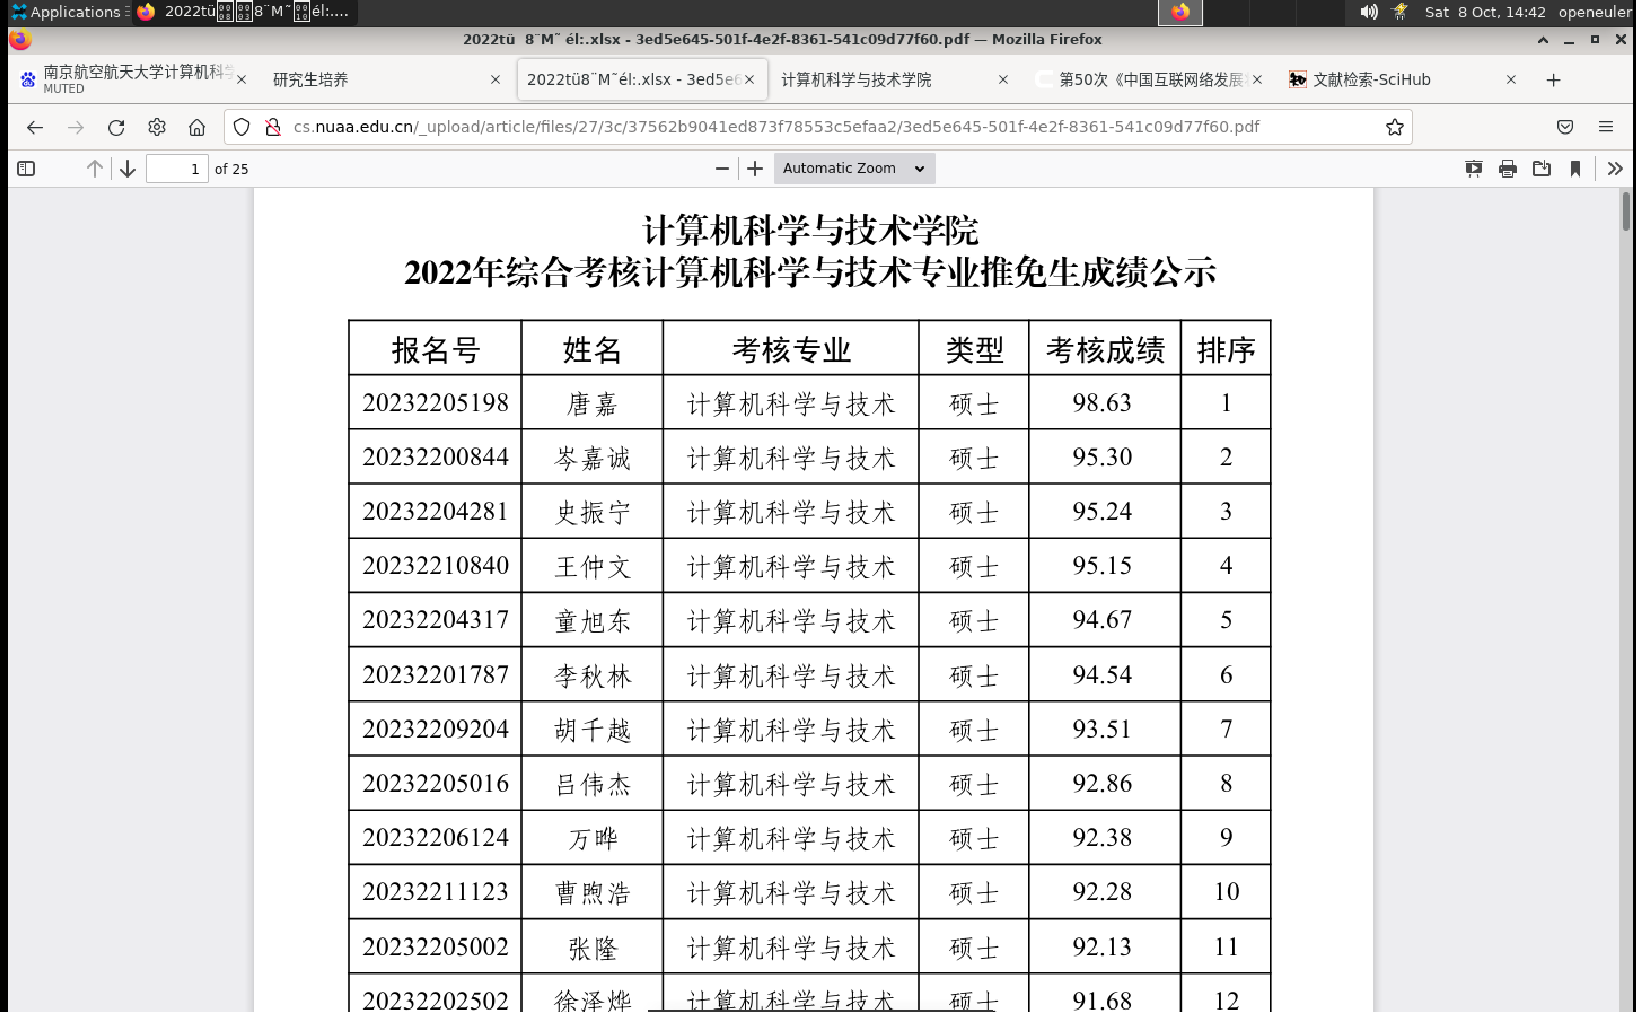 Applications
2022tü 8¨M˜ él:....
Sat 8 Oct, 14:42 openeuler
2022tü 8¨M˜ él:.xlsx - 3ed5e645-501f-4e2f-8361-541c09d77f60.pdf — Mozilla Firefox
南京航空航天大学计算机科学
MUTED
研究生培养
2022tü8¨M˜él:.xlsx - 3ed5e6
计算机科学与技术学院
第50次《中国互联网络发展
文献检索-SciHub
cs.nuaa.edu.cn/_upload/article/files/27/3c/37562b9041ed873f78553c5efaa2/3ed5e645-501f-4e2f-8361-541c09d77f60.pdf
1 of 25
Automatic Zoom
计算机科学与技术学院
2022年综合考核计算机科学与技术专业推免生成绩公示
报名号 姓名 考核专业 类型 考核成绩 排序
20232205198 唐嘉 计算机科学与技术 硕士 98.63 1
20232200844 岑嘉诚 计算机科学与技术 硕士 95.30 2
20232204281 史振宁 计算机科学与技术 硕士 95.24 3
20232210840 王仲文 计算机科学与技术 硕士 95.15 4
20232204317 童旭东 计算机科学与技术 硕士 94.67 5
20232201787 李秋林 计算机科学与技术 硕士 94.54 6
20232209204 胡千越 计算机科学与技术 硕士 93.51 7
20232205016 吕伟杰 计算机科学与技术 硕士 92.86 8
20232206124 万晔 计算机科学与技术 硕士 92.38 9
20232211123 曹煦浩 计算机科学与技术 硕士 92.28 10
20232205002 张隆 计算机科学与技术 硕士 92.13 11
20232202502 徐泽烨 计算机科学与技术 硕士 91.68 12